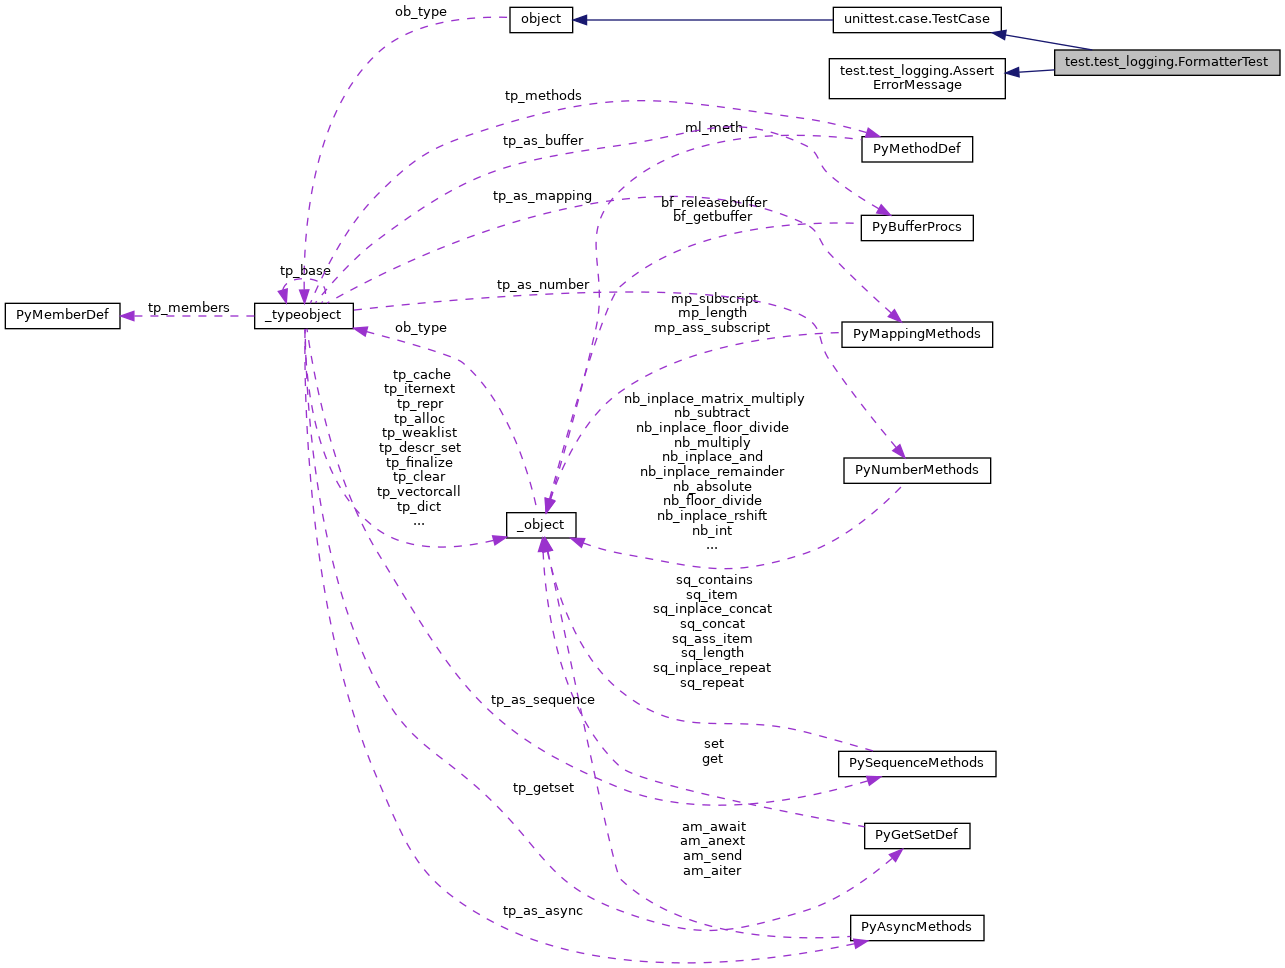 ob_type
object
unittest.case.TestCase
test.test_logging.FormatterTest
test.test_logging.Assert
ErrorMessage
tp_methods
ml_meth
tp_as_buffer
PyMethodDef
tp_as_mapping
bf_releasebuffer
bf_getbuffer
PyBufferProcs
tp_base
tp_as_number
PyMemberDef
tp_members
_typeobject
ob_type
mp_subscript
mp_length
mp_ass_subscript
PyMappingMethods
tp_cache
tp_iternext
tp_repr
tp_alloc
tp_weaklist
tp_descr_set
tp_finalize
tp_clear
tp_vectorcall
tp_dict
...
nb_inplace_matrix_multiply
nb_subtract
nb_inplace_floor_divide
nb_multiply
nb_inplace_and
nb_inplace_remainder
nb_absolute
nb_floor_divide
nb_inplace_rshift
nb_int
...
PyNumberMethods
_object
sq_contains
sq_item
sq_inplace_concat
sq_concat
sq_ass_item
sq_length
sq_inplace_repeat
sq_repeat
tp_as_sequence
set
get
PySequenceMethods
tp_getset
am_await
am_anext
am_send
am_aiter
PyGetSetDef
tp_as_async
PyAsyncMethods